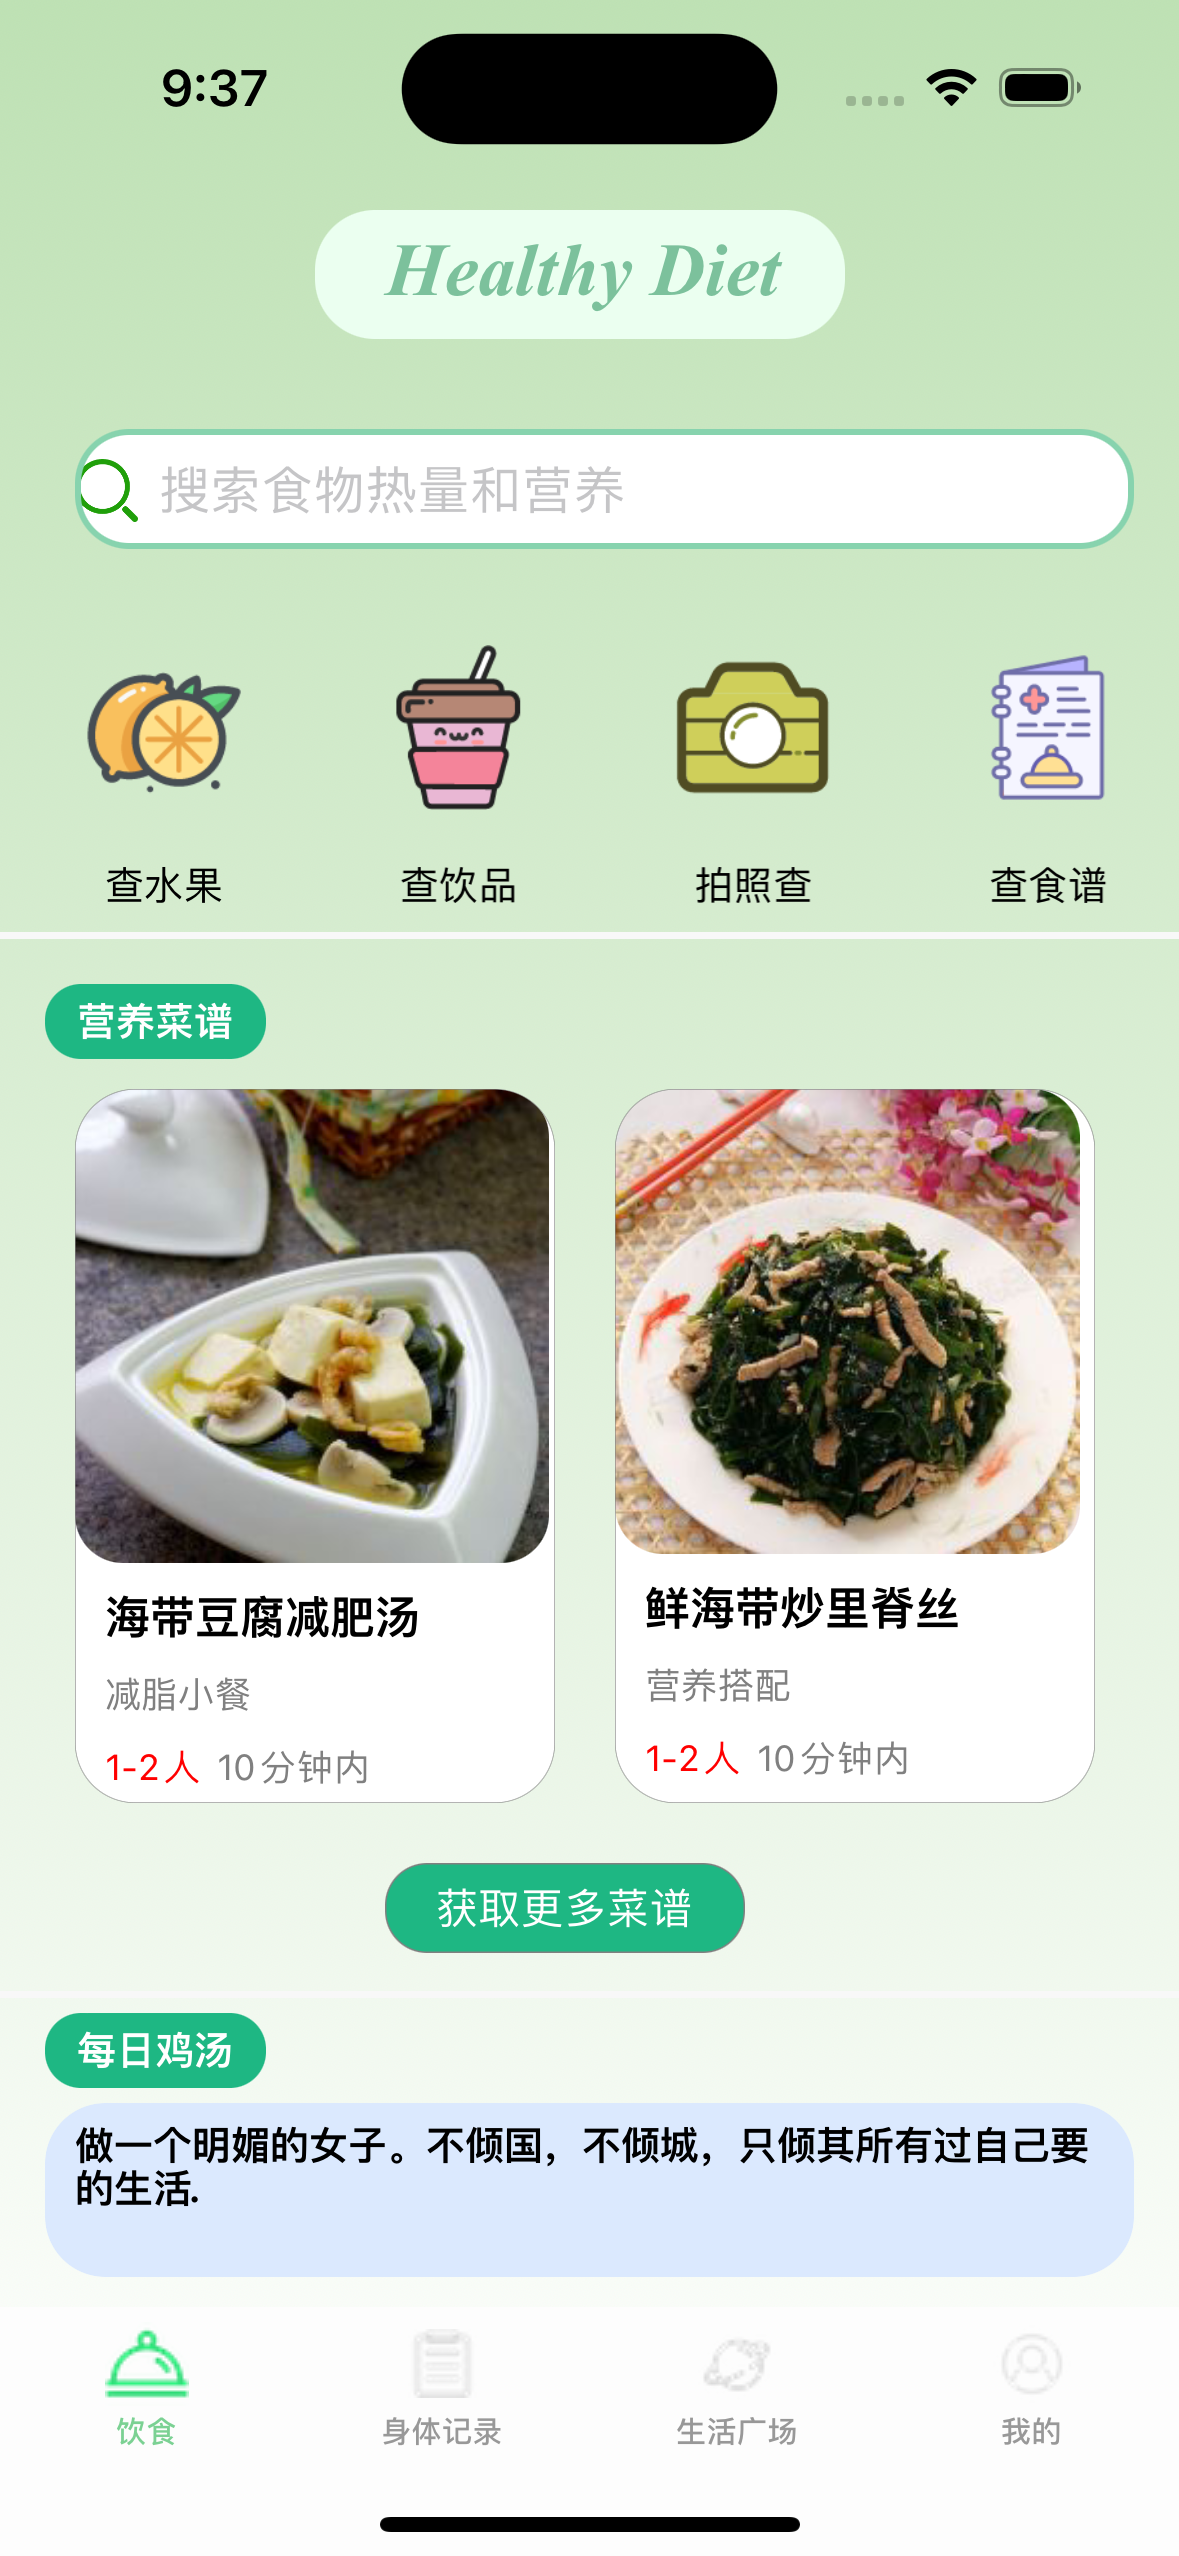 9:37
Healthy Diet
搜索食物热量和营养
查水果 查饮品 拍照查 查食谱
营养菜谱
海带豆腐减肥汤
减脂小餐
1-2人 10分钟内
鲜海带炒里脊丝
营养搭配
1-2人 10分钟内
获取更多菜谱
每日鸡汤
做一个明媚的女子。不倾国，不倾城，只倾其所有过自己要
的生活.
饮食 身体记录 生活广场 我的